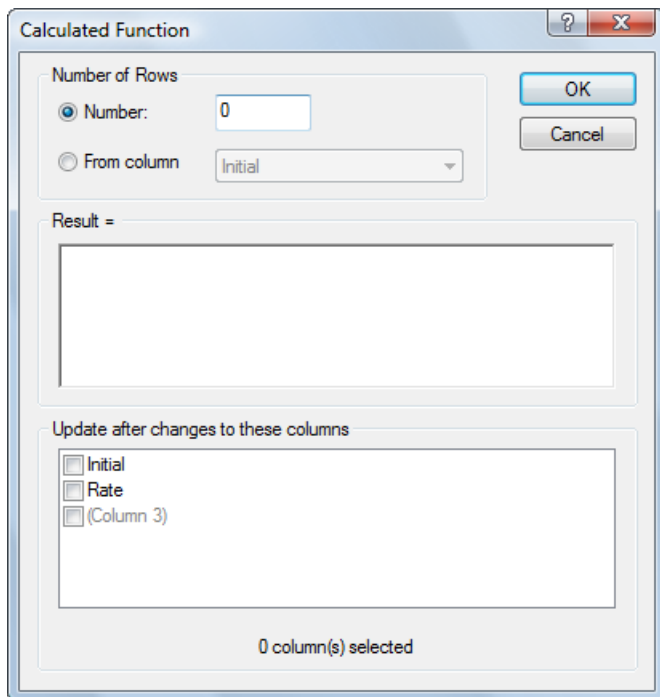 Calculated Function
?
X
Number of Rows
Number:
0
OK
From column
Initial
Cancel
Result =
Update after changes to these columns
Initial
Rate
(Column 3)
0 column(s) selected